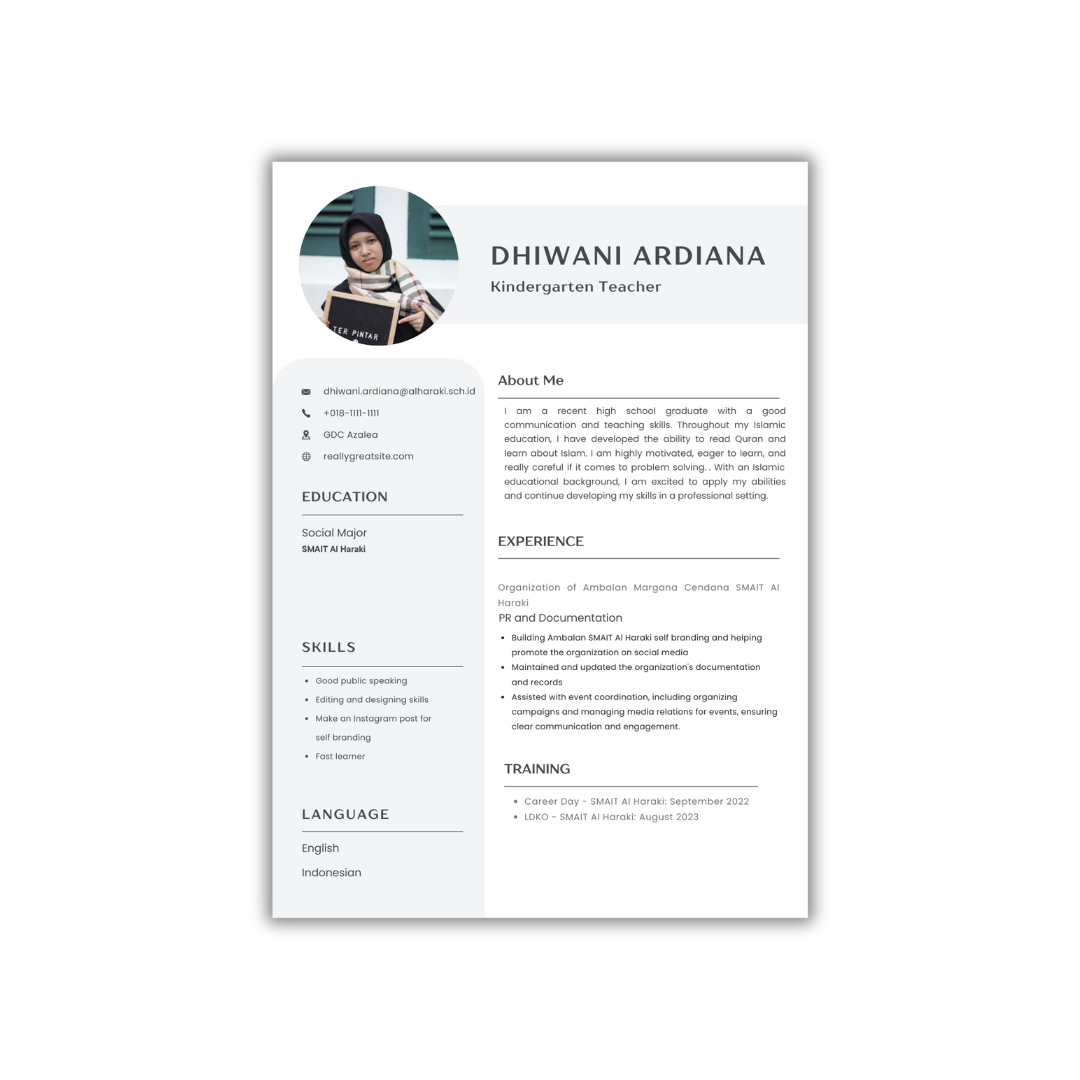 TER PINTAR
DHIWANI ARDIANA
Kindergarten Teacher
dhiwani.ardiana@alharaki.sch.id
+018-1111-1111
GDC Azalea
reallygreatsite.com
EDUCATION
Social Major
SMAIT Al Haraki
SKILLS
Good public speaking
Editing and designing skills
Make an Instagram post for
self branding
Fast learner
LANGUAGE
English
Indonesian
About Me
I am a recent high school graduate with a good
communication and teaching skills. Throughout my Islamic
education, I have developed the ability to read Quran and
learn about Islam. I am highly motivated, eager to learn, and
really careful if it comes to problem solving. . With an Islamic
educational background, I am excited to apply my abilities
and continue developing my skills in a professional setting.
EXPERIENCE
Organization of Ambalan Margana Cendana SMAIT Al
Haraki
PR and Documentation
• Building Ambalan SMAIT Al Haraki self branding and helping
promote the organization on social media
• Maintained and updated the organization's documentation
and records
• Assisted with event coordination, including organizing
campaigns and managing media relations for events, ensuring
clear communication and engagement.
TRAINING
• Career Day - SMAIT Al Haraki: September 2022
• LDKO - SMAIT Al Haraki: August 2023